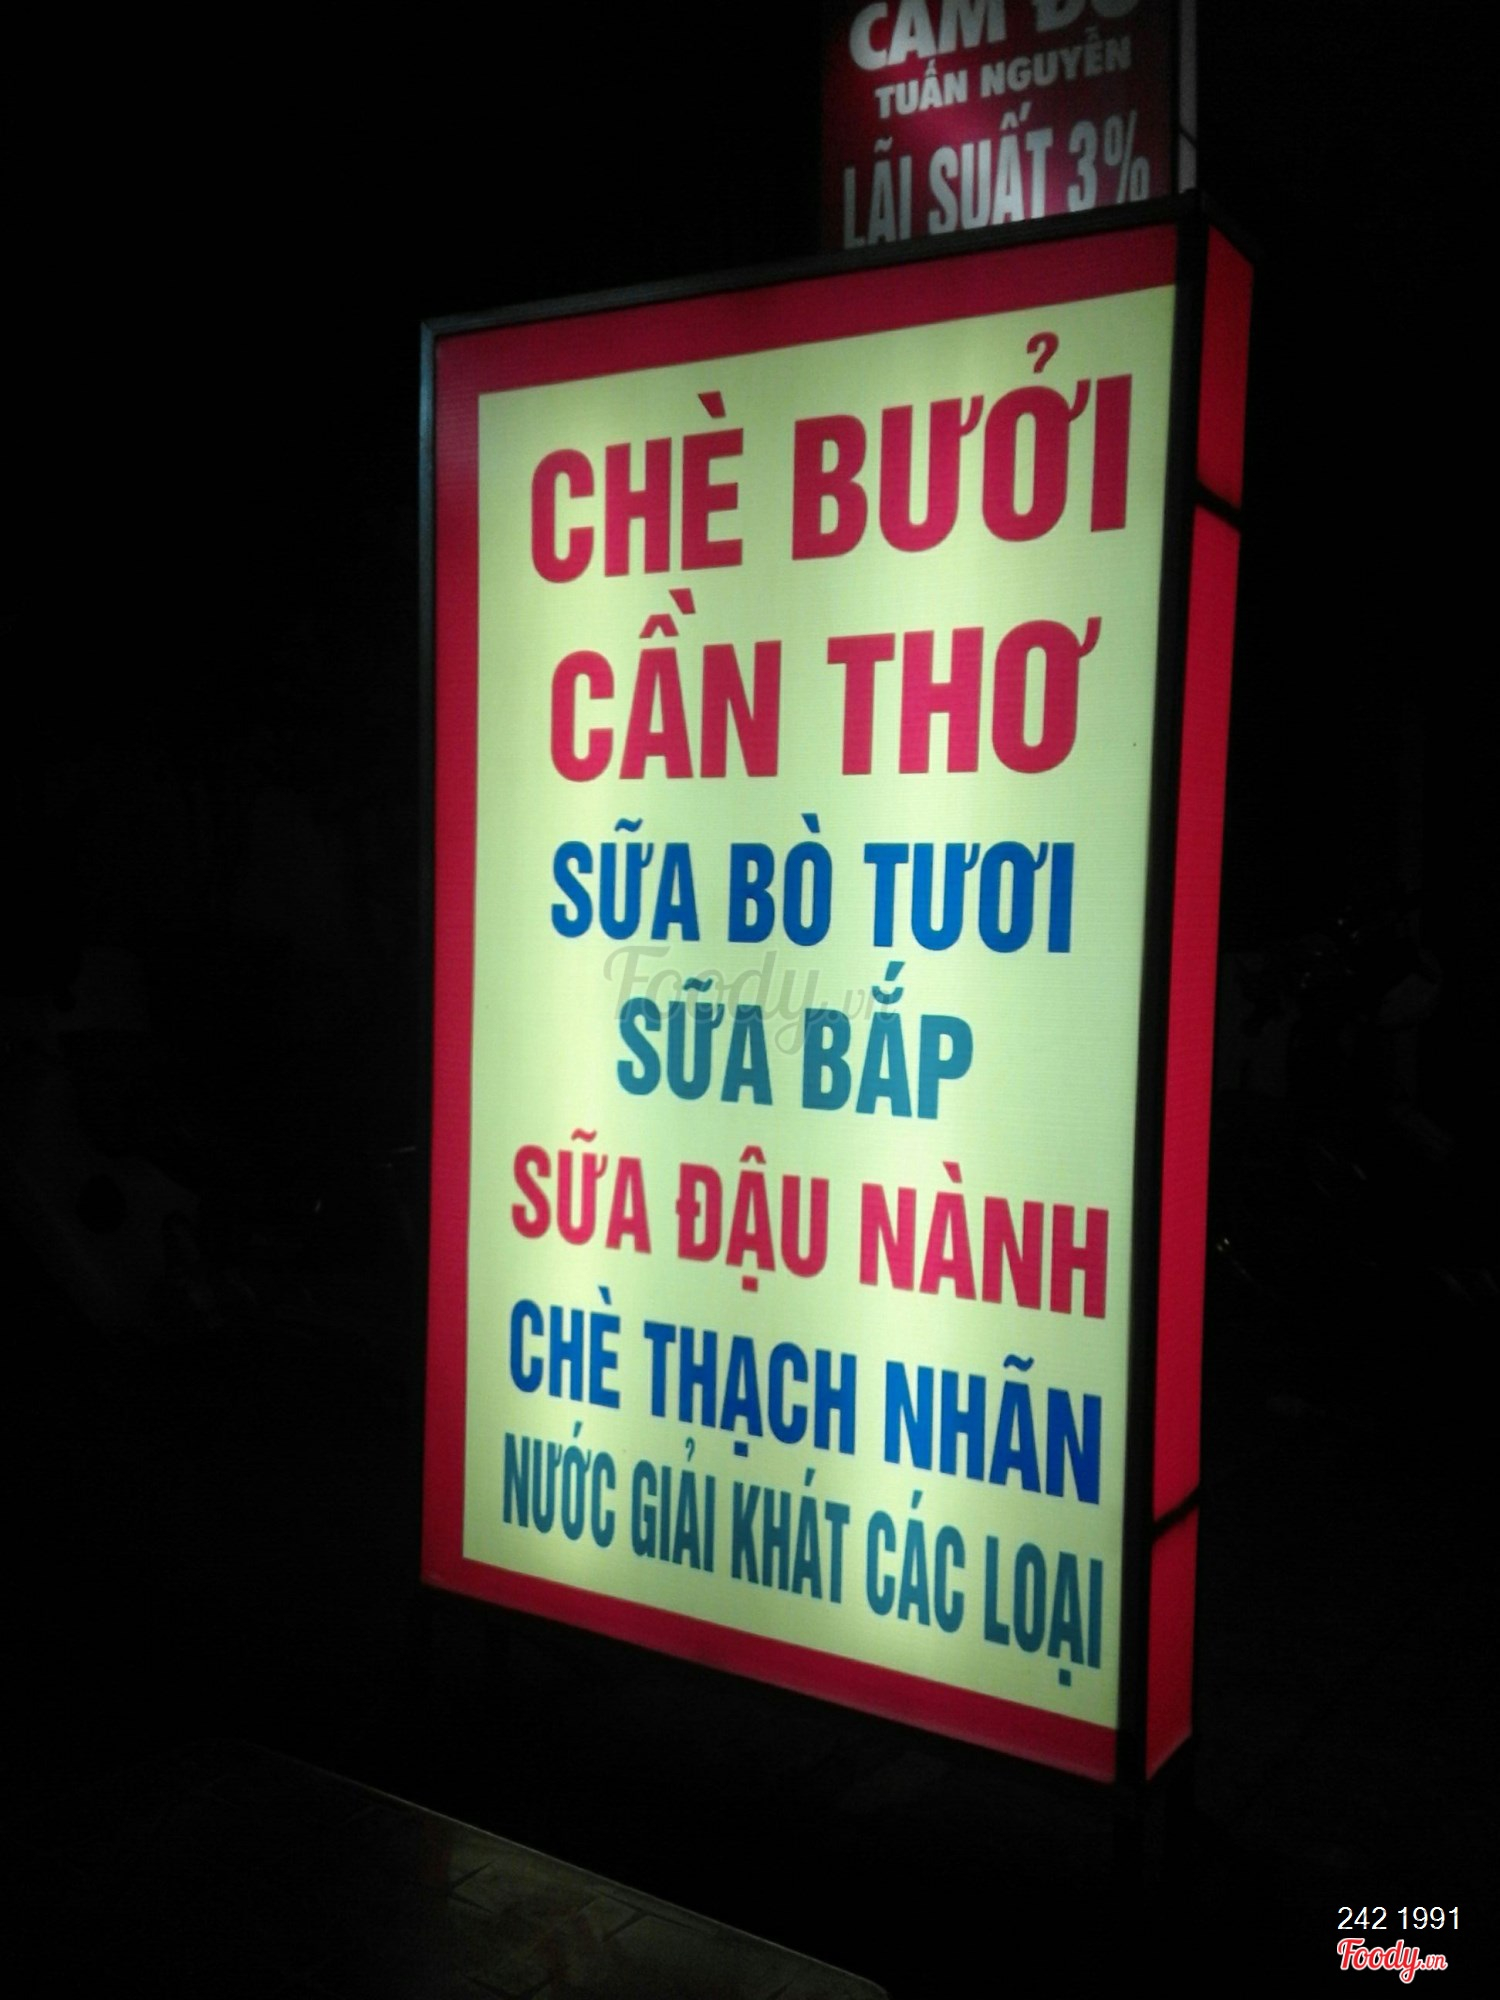 CẦM ĐỒ
TUẤN NGUYỄN
LÃI SUẤT 3%
CHÈ BƯỞI
CẦN THƠ
SỮA BÒ TƯƠI
Foody.vn
SỮA BẮP
SỮA ĐẬU NÀNH
CHÈ THẠCH NHÃN
NƯỚC GIẢI KHÁT CÁC LOẠI
242 1991
Foody.vn